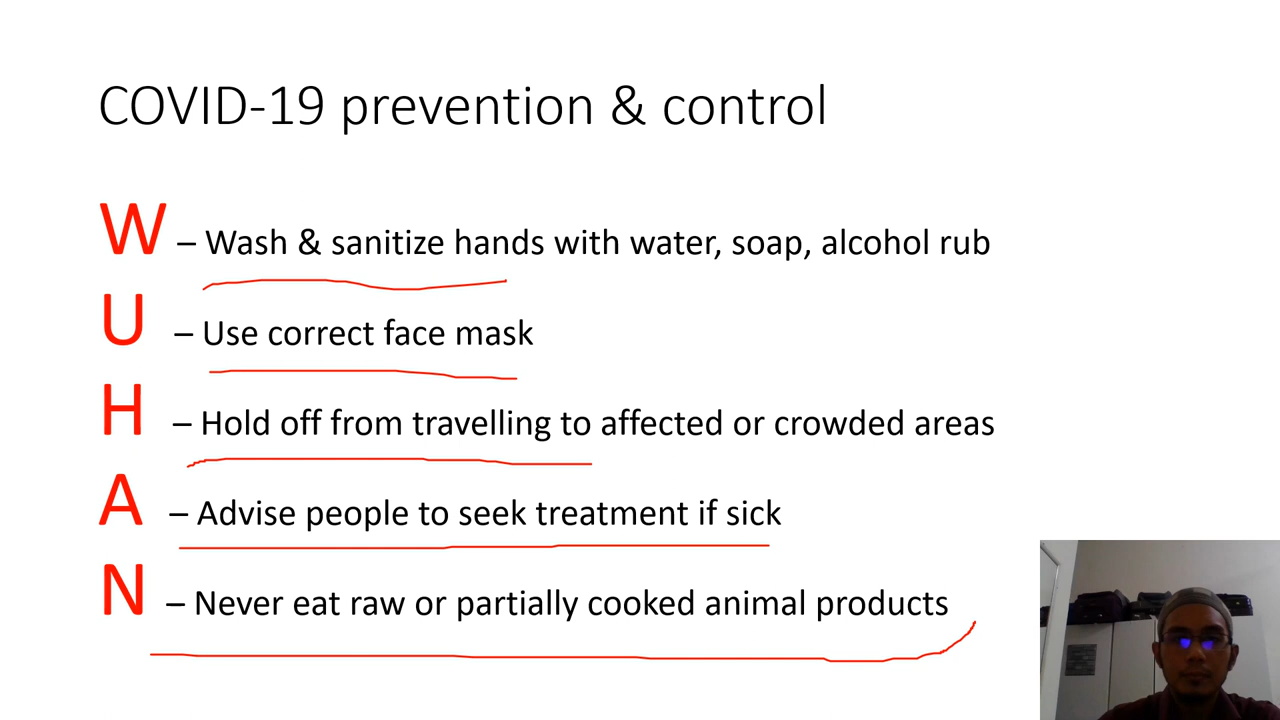 COVID-19 prevention & control
W – Wash & sanitize hands with water, soap, alcohol rub
U – Use correct face mask
H – Hold off from travelling to affected or crowded areas
A – Advise people to seek treatment if sick
N – Never eat raw or partially cooked animal products